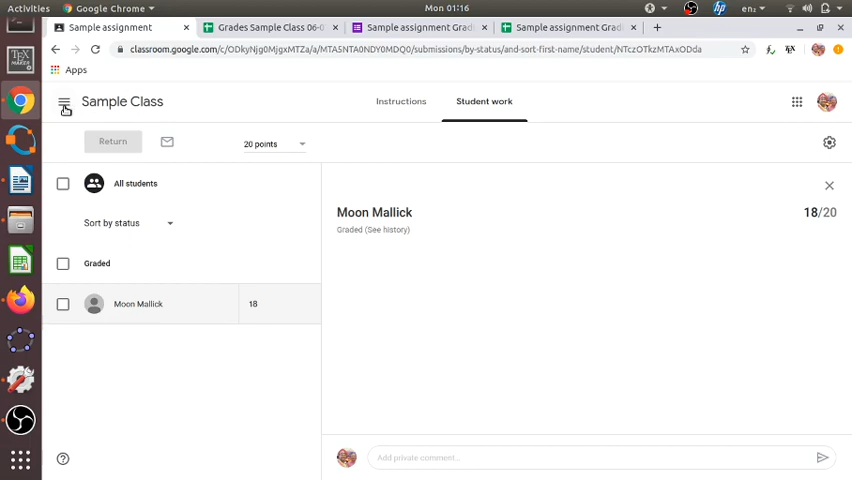 Activities Google Chrome Mon 01:16 en₂
Sample assignment Grades Sample Class 06-0 Sample assignment Grad Sample assignment Grade
classroom.google.com/c/ODkyNjg0MjgxMTZa/a/MTA5NTA0NDY0MDQ0/submissions/by-status/and-sort-first-name/student/NTczOTkzMTAxODda
Apps
Sample Class Instructions Student work
Return 20 points
All students
Sort by status
Moon Mallick 18/20
Graded (See history)
Graded
Moon Mallick 18
Add private comment...